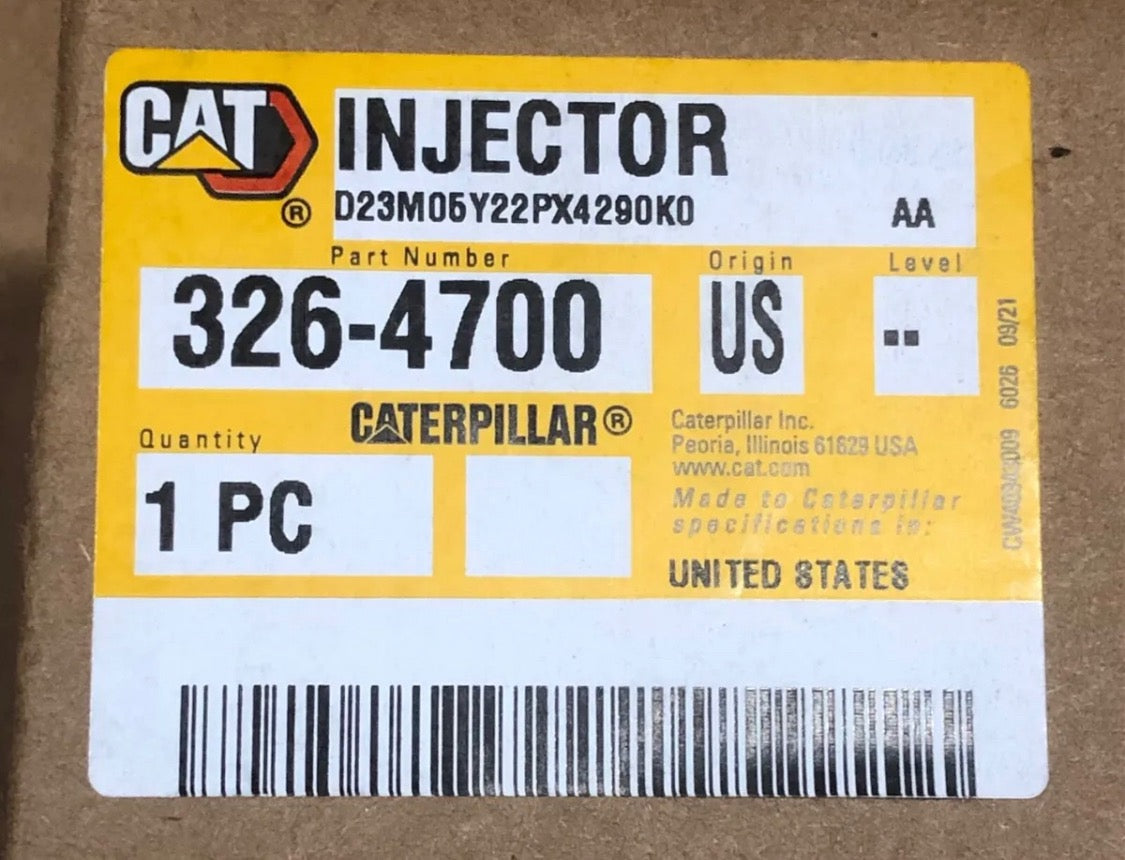 CAT
INJECTOR
®
D23M05Y22PX4290K0 AA
Part Number Origin Level
326-4700 US --
Quantity CATERPILLAR®
1 PC
Caterpillar Inc.
Peoria, Illinois 61629 USA
www.cat.com
Made to Caterpillar
specifications in:
UNITED STATES
6026 09/21